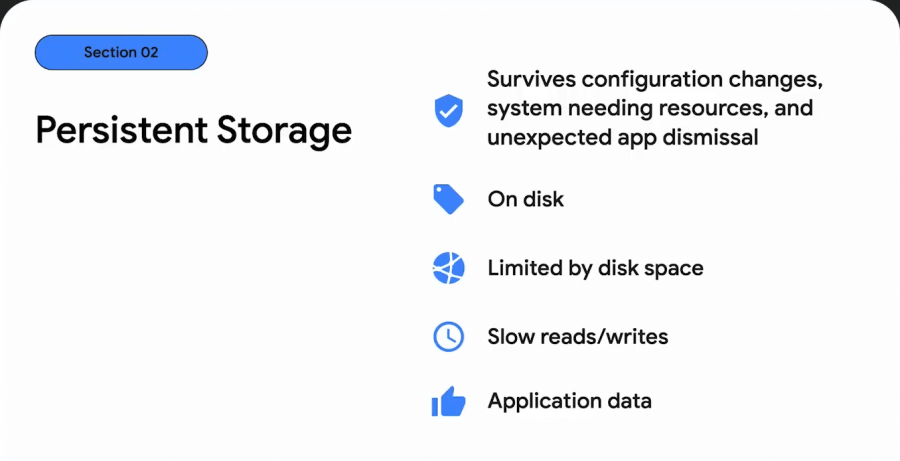 Section 02
Persistent Storage
Survives configuration changes,
system needing resources, and
unexpected app dismissal
On disk
Limited by disk space
Slow reads/writes
Application data